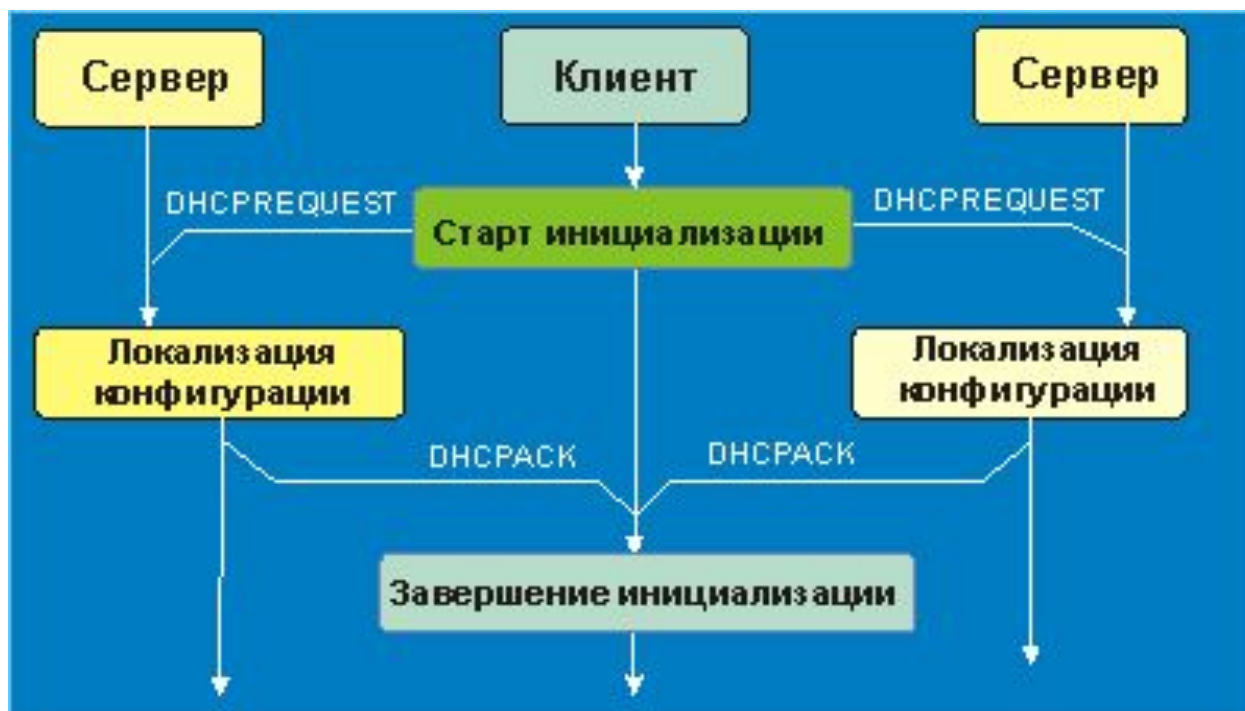 Сервер
Клиент
Сервер
DHCPREQUEST
DHCPREQUEST
Старт инициализации
Локализация
конфигурации
Локализация
конфигурации
DHCPACK
DHCPACK
Завершение инициализации